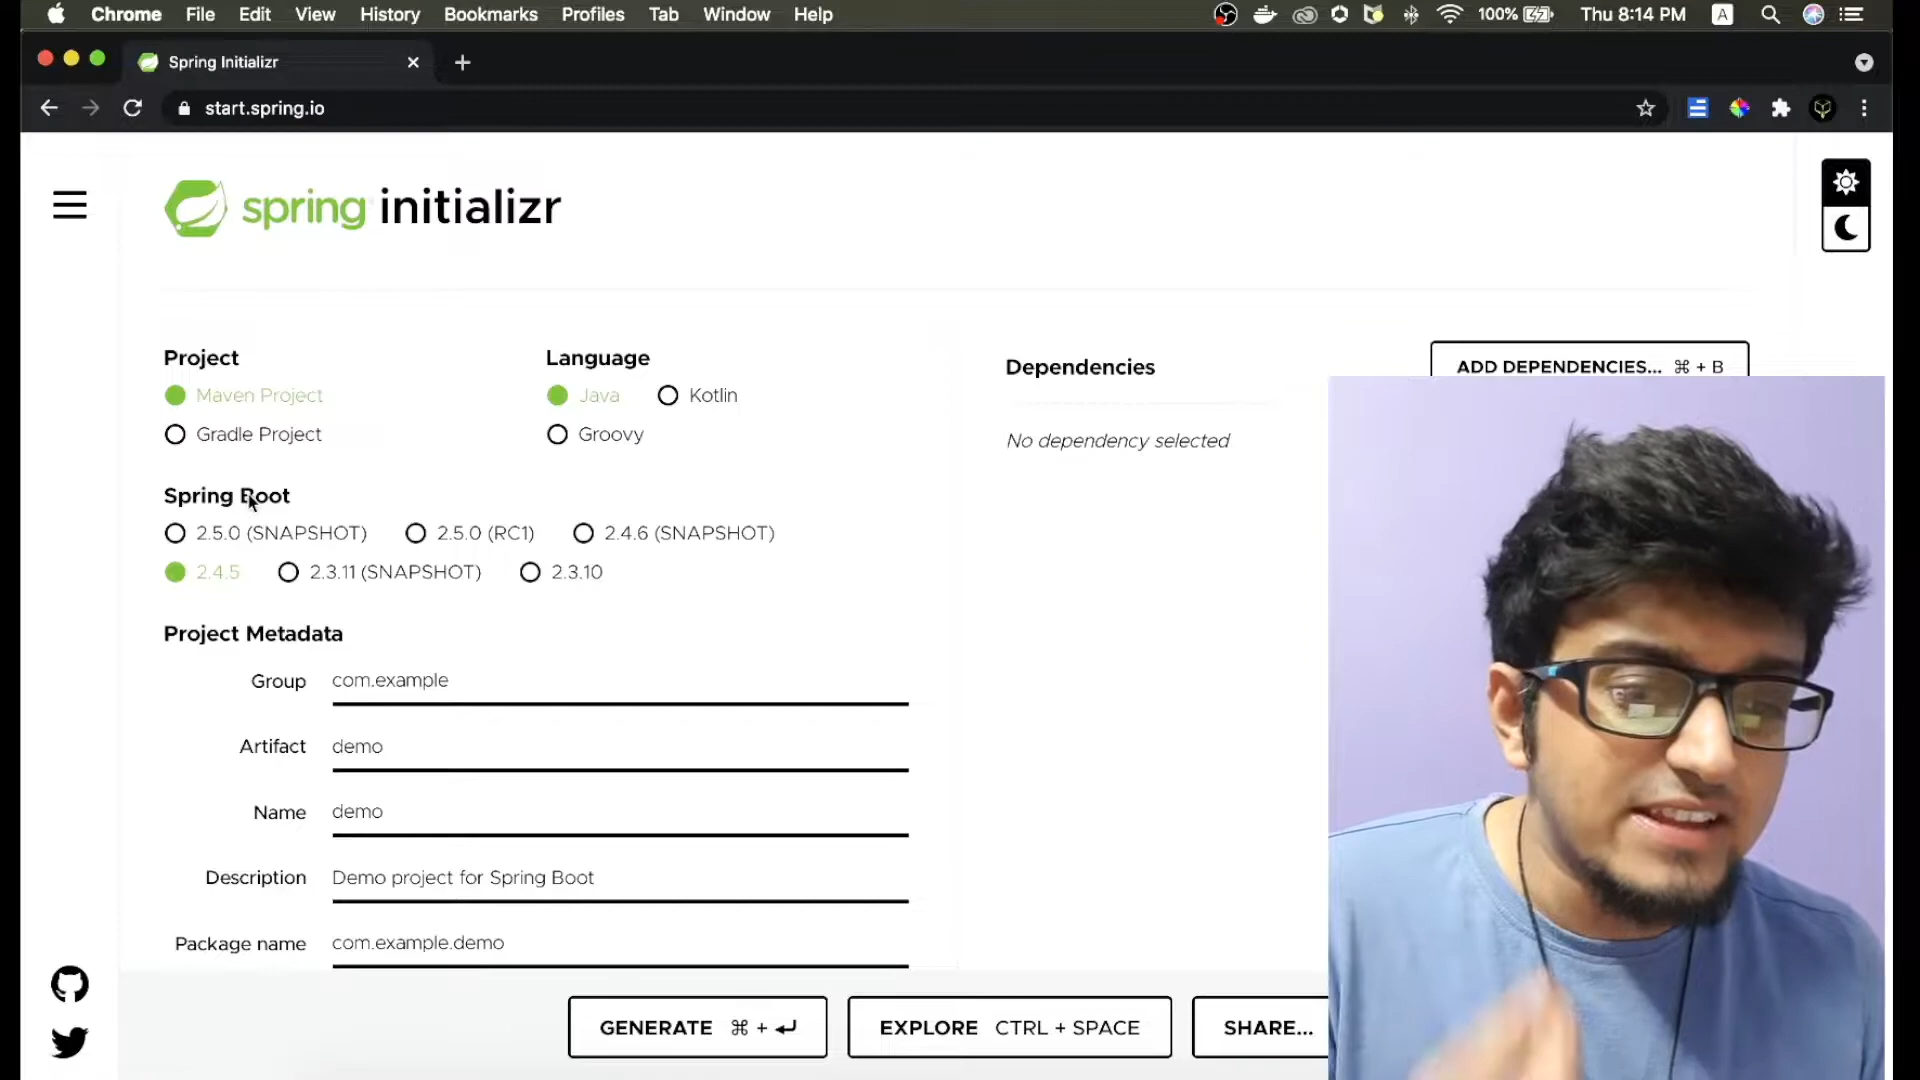 Chrome File Edit View History Bookmarks Profiles Tab Window Help 100% Thu 8:14 PM A
Spring Initializr
start.spring.io
spring initializr
Project
Language
Dependencies
ADD DEPENDENCIES... ⌘ + B
Maven Project
Java
Kotlin
Gradle Project
Groovy
No dependency selected
Spring Boot
2.5.0 (SNAPSHOT)
2.5.0 (RC1)
2.4.6 (SNAPSHOT)
2.4.5
2.3.11 (SNAPSHOT)
2.3.10
Project Metadata
Group com.example
Artifact demo
Name demo
Description Demo project for Spring Boot
Package name com.example.demo
GENERATE ⌘ + ↵
EXPLORE CTRL + SPACE
SHARE...